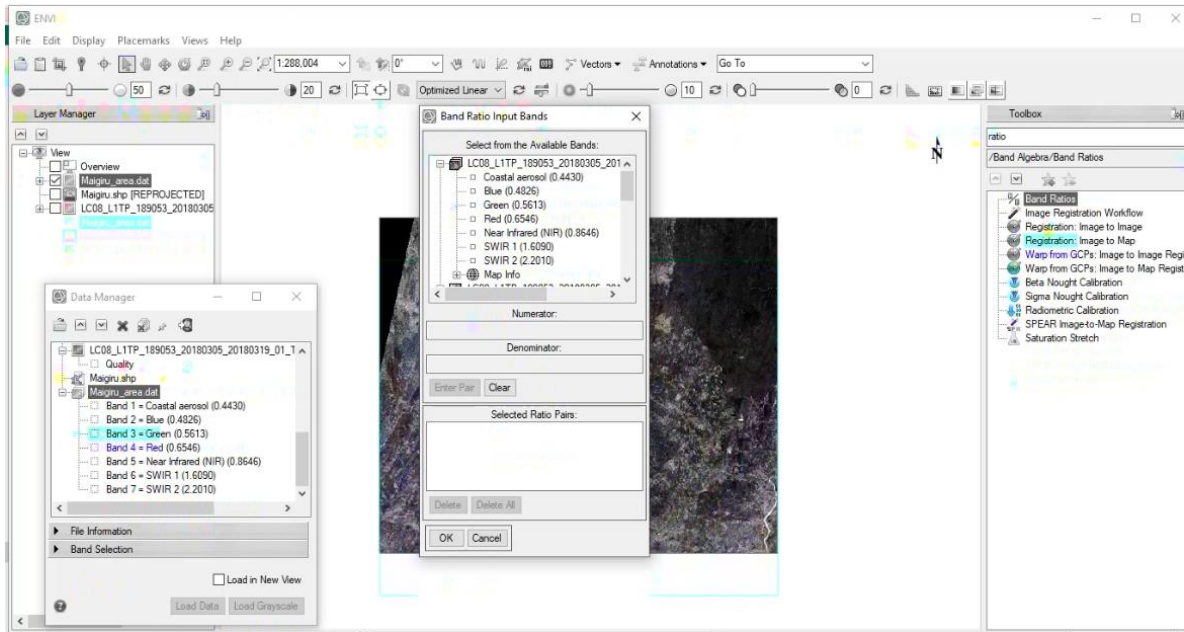 ENVI
File Edit Display Placemarks Views Help
1:288,004 0° Vectors Annotations Go To
50 20 Optimized Linear 10 0
Layer Manager
View
Overview
Maigiru_area.dat
Maigiru.shp [REPROJECTED]
LC08_L1TP_189053_20180305
Data Manager
LC08_L1TP_189053_20180305_20180319_01_T
Quality
Maigiru.shp
Maigiru_area.dat
Band 1 = Coastal aerosol (0.4430)
Band 2 = Blue (0.4826)
Band 3 = Green (0.5613)
Band 4 = Red (0.6546)
Band 5 = Near Infrared (NIR) (0.8646)
Band 6 = SWIR 1 (1.6090)
Band 7 = SWIR 2 (2.2010)
File Information
Band Selection
Load in New View
Load Data Load Grayscale
Band Ratio Input Bands
Select from the Available Bands:
LC08_L1TP_189053_20180305_201
Coastal aerosol (0.4430)
Blue (0.4826)
Green (0.5613)
Red (0.6546)
Near Infrared (NIR) (0.8646)
SWIR 1 (1.6090)
SWIR 2 (2.2010)
Map Info
Numerator:
Denominator:
Enter Pair Clear
Selected Ratio Pairs:
Delete Delete All
OK Cancel
N
Toolbox
ratio
/Band Algebra/Band Ratios
Band Ratios
Image Registration Workflow
Registration: Image to Image
Registration: Image to Map
Warp from GCPs: Image to Image Regi
Warp from GCPs: Image to Map Regist
Beta Nought Calibration
Sigma Nought Calibration
Radiometric Calibration
SPEAR Image-to-Map Registration
Saturation Stretch